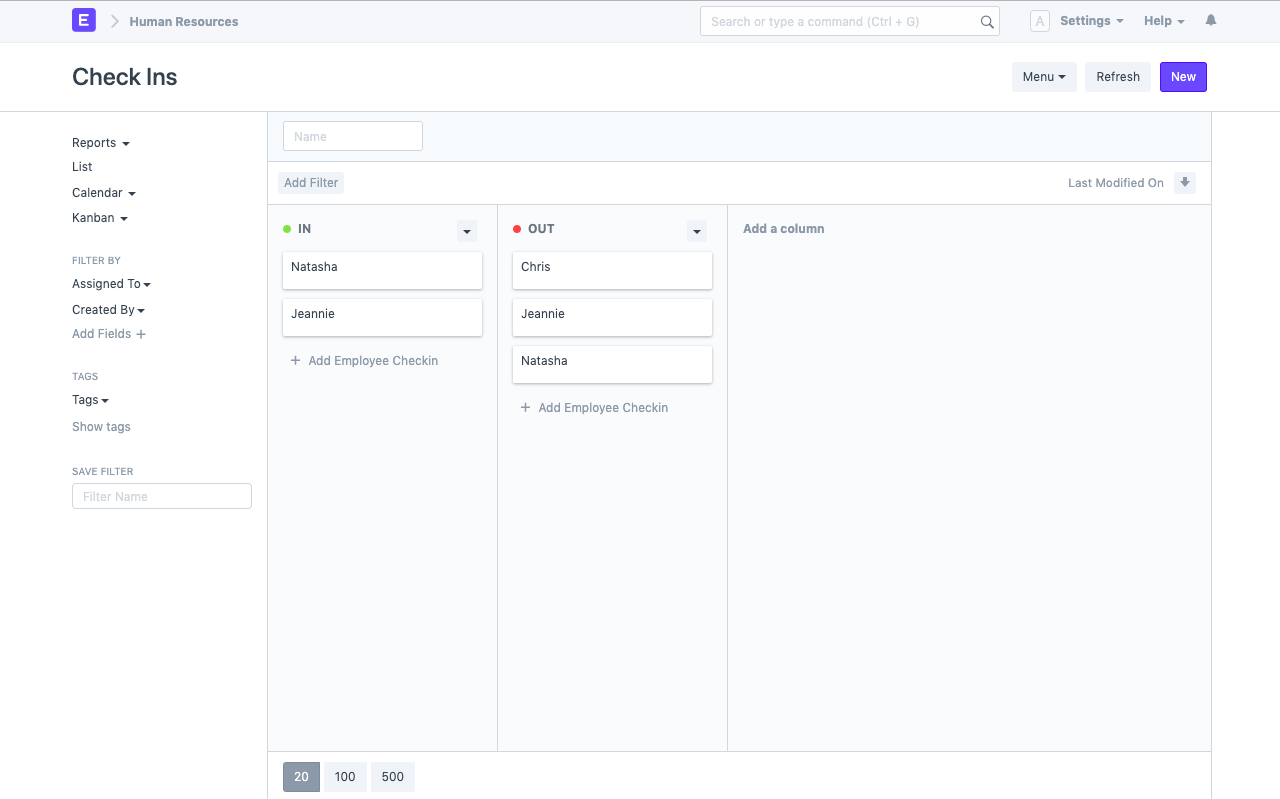 E Human Resources Search or type a command (Ctrl + G) A Settings Help
Check Ins Menu Refresh New
Reports
List
Calendar
Kanban
FILTER BY
Assigned To
Created By
Add Fields +
TAGS
Tags
Show tags
SAVE FILTER
Filter Name
Name
Add Filter Last Modified On
IN
Natasha
Jeannie
+ Add Employee Checkin
OUT
Chris
Jeannie
Natasha
+ Add Employee Checkin
Add a column
20 100 500